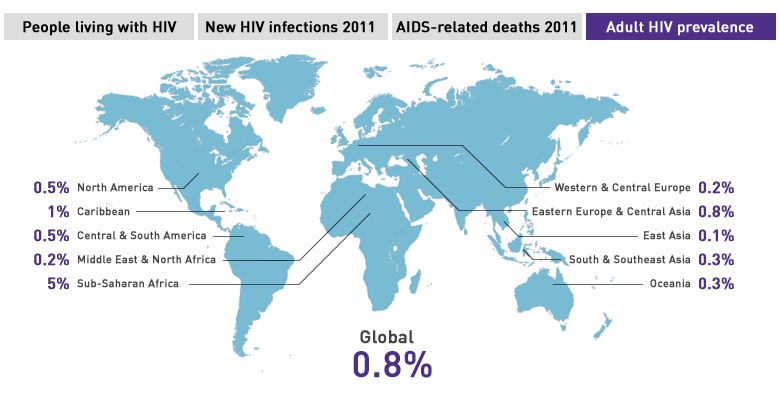 People living with HIV
New HIV infections 2011
AIDS-related deaths 2011
Adult HIV prevalence
0.5% North America
1% Caribbean
0.5% Central & South America
0.2% Middle East & North Africa
5% Sub-Saharan Africa
Western & Central Europe 0.2%
Eastern Europe & Central Asia 0.8%
East Asia 0.1%
South & Southeast Asia 0.3%
Oceania 0.3%
Global
0.8%